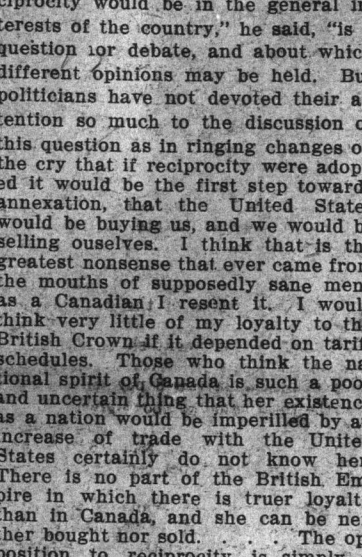 ciprocity would be in the general in
terests of the country," he said, "is
question for debate, and about whic
different opinions may be held. Bu
politicians have not devoted their a
tention so much to the discussion o
this question as in ringing changes o
the cry that if reciprocity were adop
ed it would be the first step toward
annexation, that the United State
would be buying us, and we would b
selling ouselves. I think that is th
greatest nonsense that ever came from
the mouths of supposedly sane men
as a Canadian I resent it. I woul
think very little of my loyalty to th
British Crown if it depended on tarif
schedules. Those who think the na
tional spirit of Canada is such a poo
and uncertain thing that her existenc
as a nation would be imperilled by a
increase of trade with the Unite
States certainly do not know her
There is no part of the British Em
pire in which there is truer loyalt
than in Canada, and she can be nei
ther bought nor sold. . . . The op
position to reciprocity is simpl